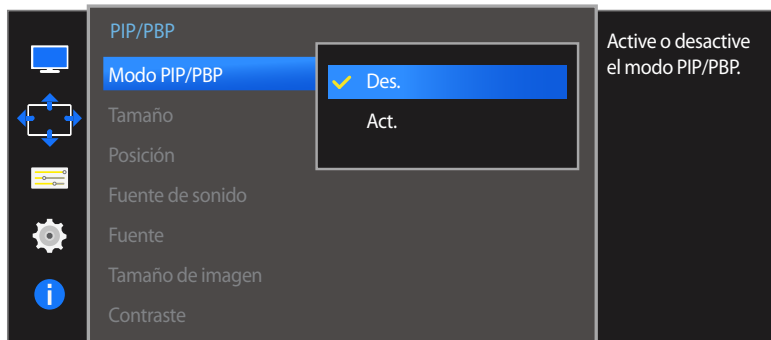 PIP/PBP
Modo PIP/PBP
Des.
Act.
Tamaño
Posición
Fuente de sonido
Fuente
Tamaño de imagen
Contraste
Active o desactive
el modo PIP/PBP.